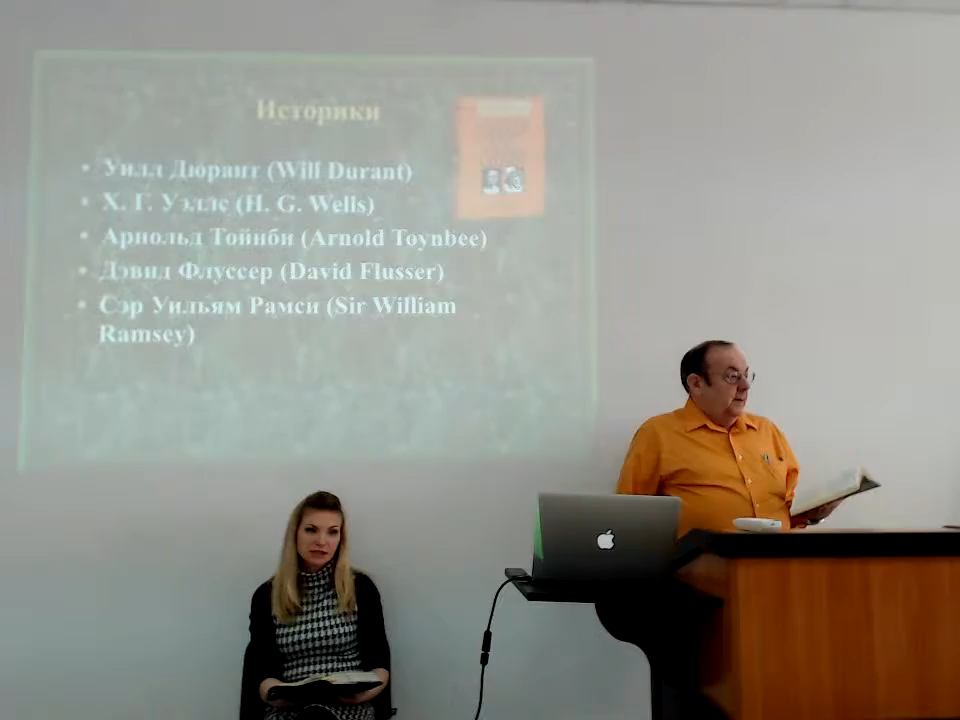 Историки
• Уилл Дюрант (Will Durant)
• Х. Г. Уэллс (H. G. Wells)
• Арнольд Тойнби (Arnold Toynbee)
• Дэвид Флуссер (David Flusser)
• Сэр Уильям Рамси (Sir William
Ramsey)